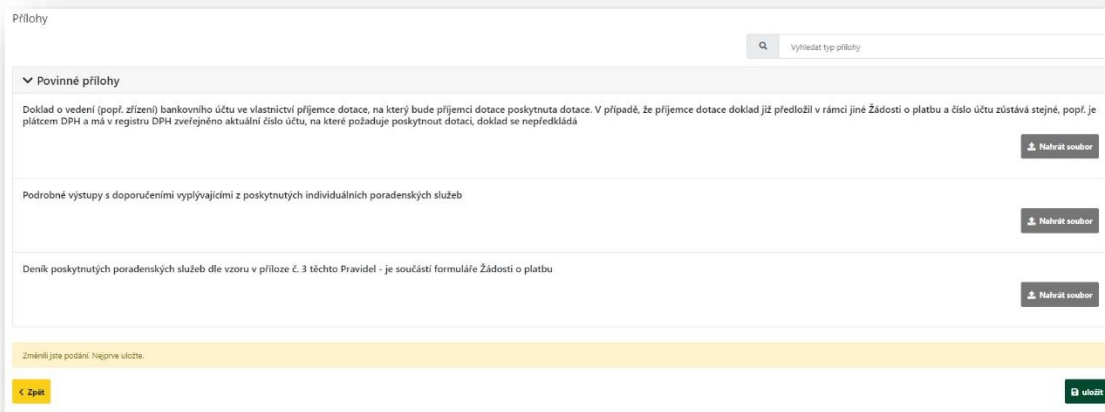 Přílohy
Vyhledat typ přílohy
Povinné přílohy
Doklad o vedení (popř. zřízení) bankovního účtu ve vlastnictví příjemce dotace, na který bude příjemci dotace poskytnuta dotace. V případě, že příjemce dotace doklad již předložil v rámci jiné Žádosti o platbu a číslo účtu zůstává stejné, popř. je
plátcem DPH a má v registru DPH zveřejněno aktuální číslo účtu, na které požaduje poskytnout dotaci, doklad se nepředkládá
Nahrát soubor
Podrobné výstupy s doporučeními vyplývajícími z poskytnutých individuálních poradenských služeb
Nahrát soubor
Deník poskytnutých poradenských služeb dle vzoru v příloze č. 3 těchto Pravidel - je součástí formuláře Žádosti o platbu
Nahrát soubor
Změnili jste podání. Nejprve uložte.
< Zpět
uložit